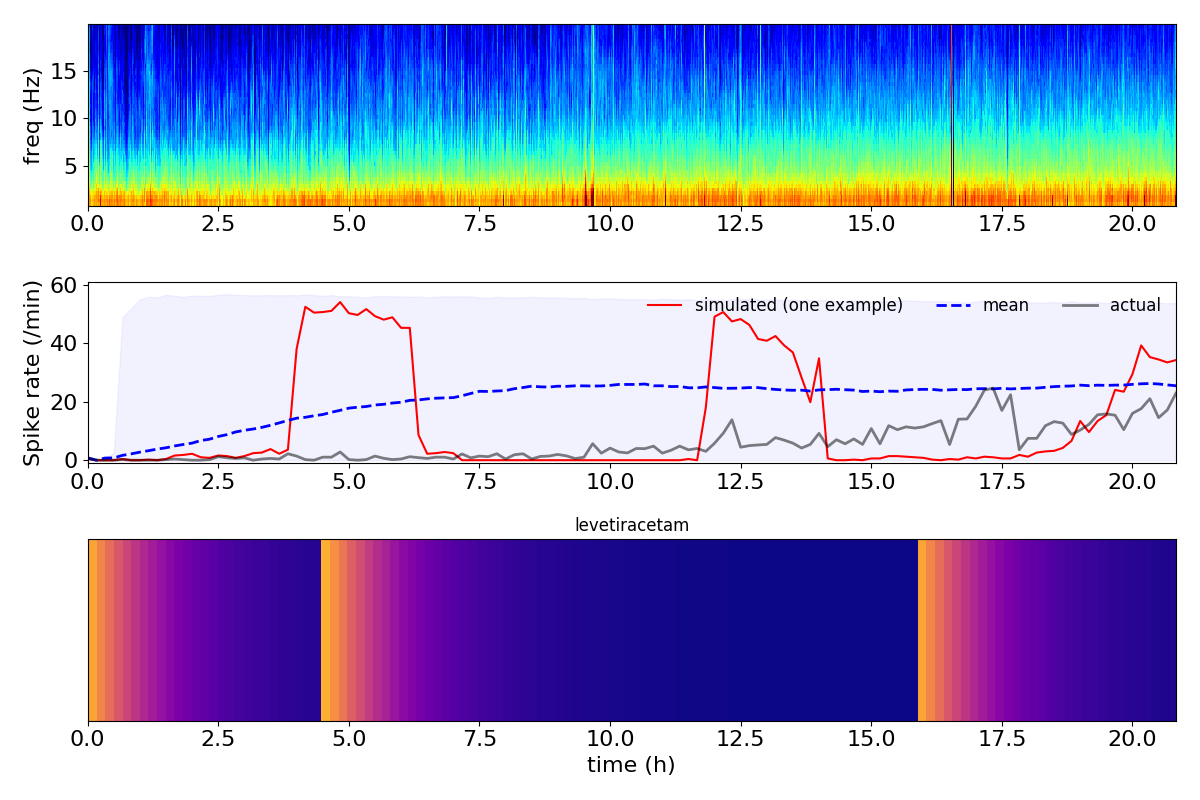 freq (Hz)
15
10
5
0.0 2.5 5.0 7.5 10.0 12.5 15.0 17.5 20.0
Spike rate (/min)
60
40
20
0
simulated (one example) mean actual
0.0 2.5 5.0 7.5 10.0 12.5 15.0 17.5 20.0
levetiracetam
0.0 2.5 5.0 7.5 10.0 12.5 15.0 17.5 20.0
time (h)